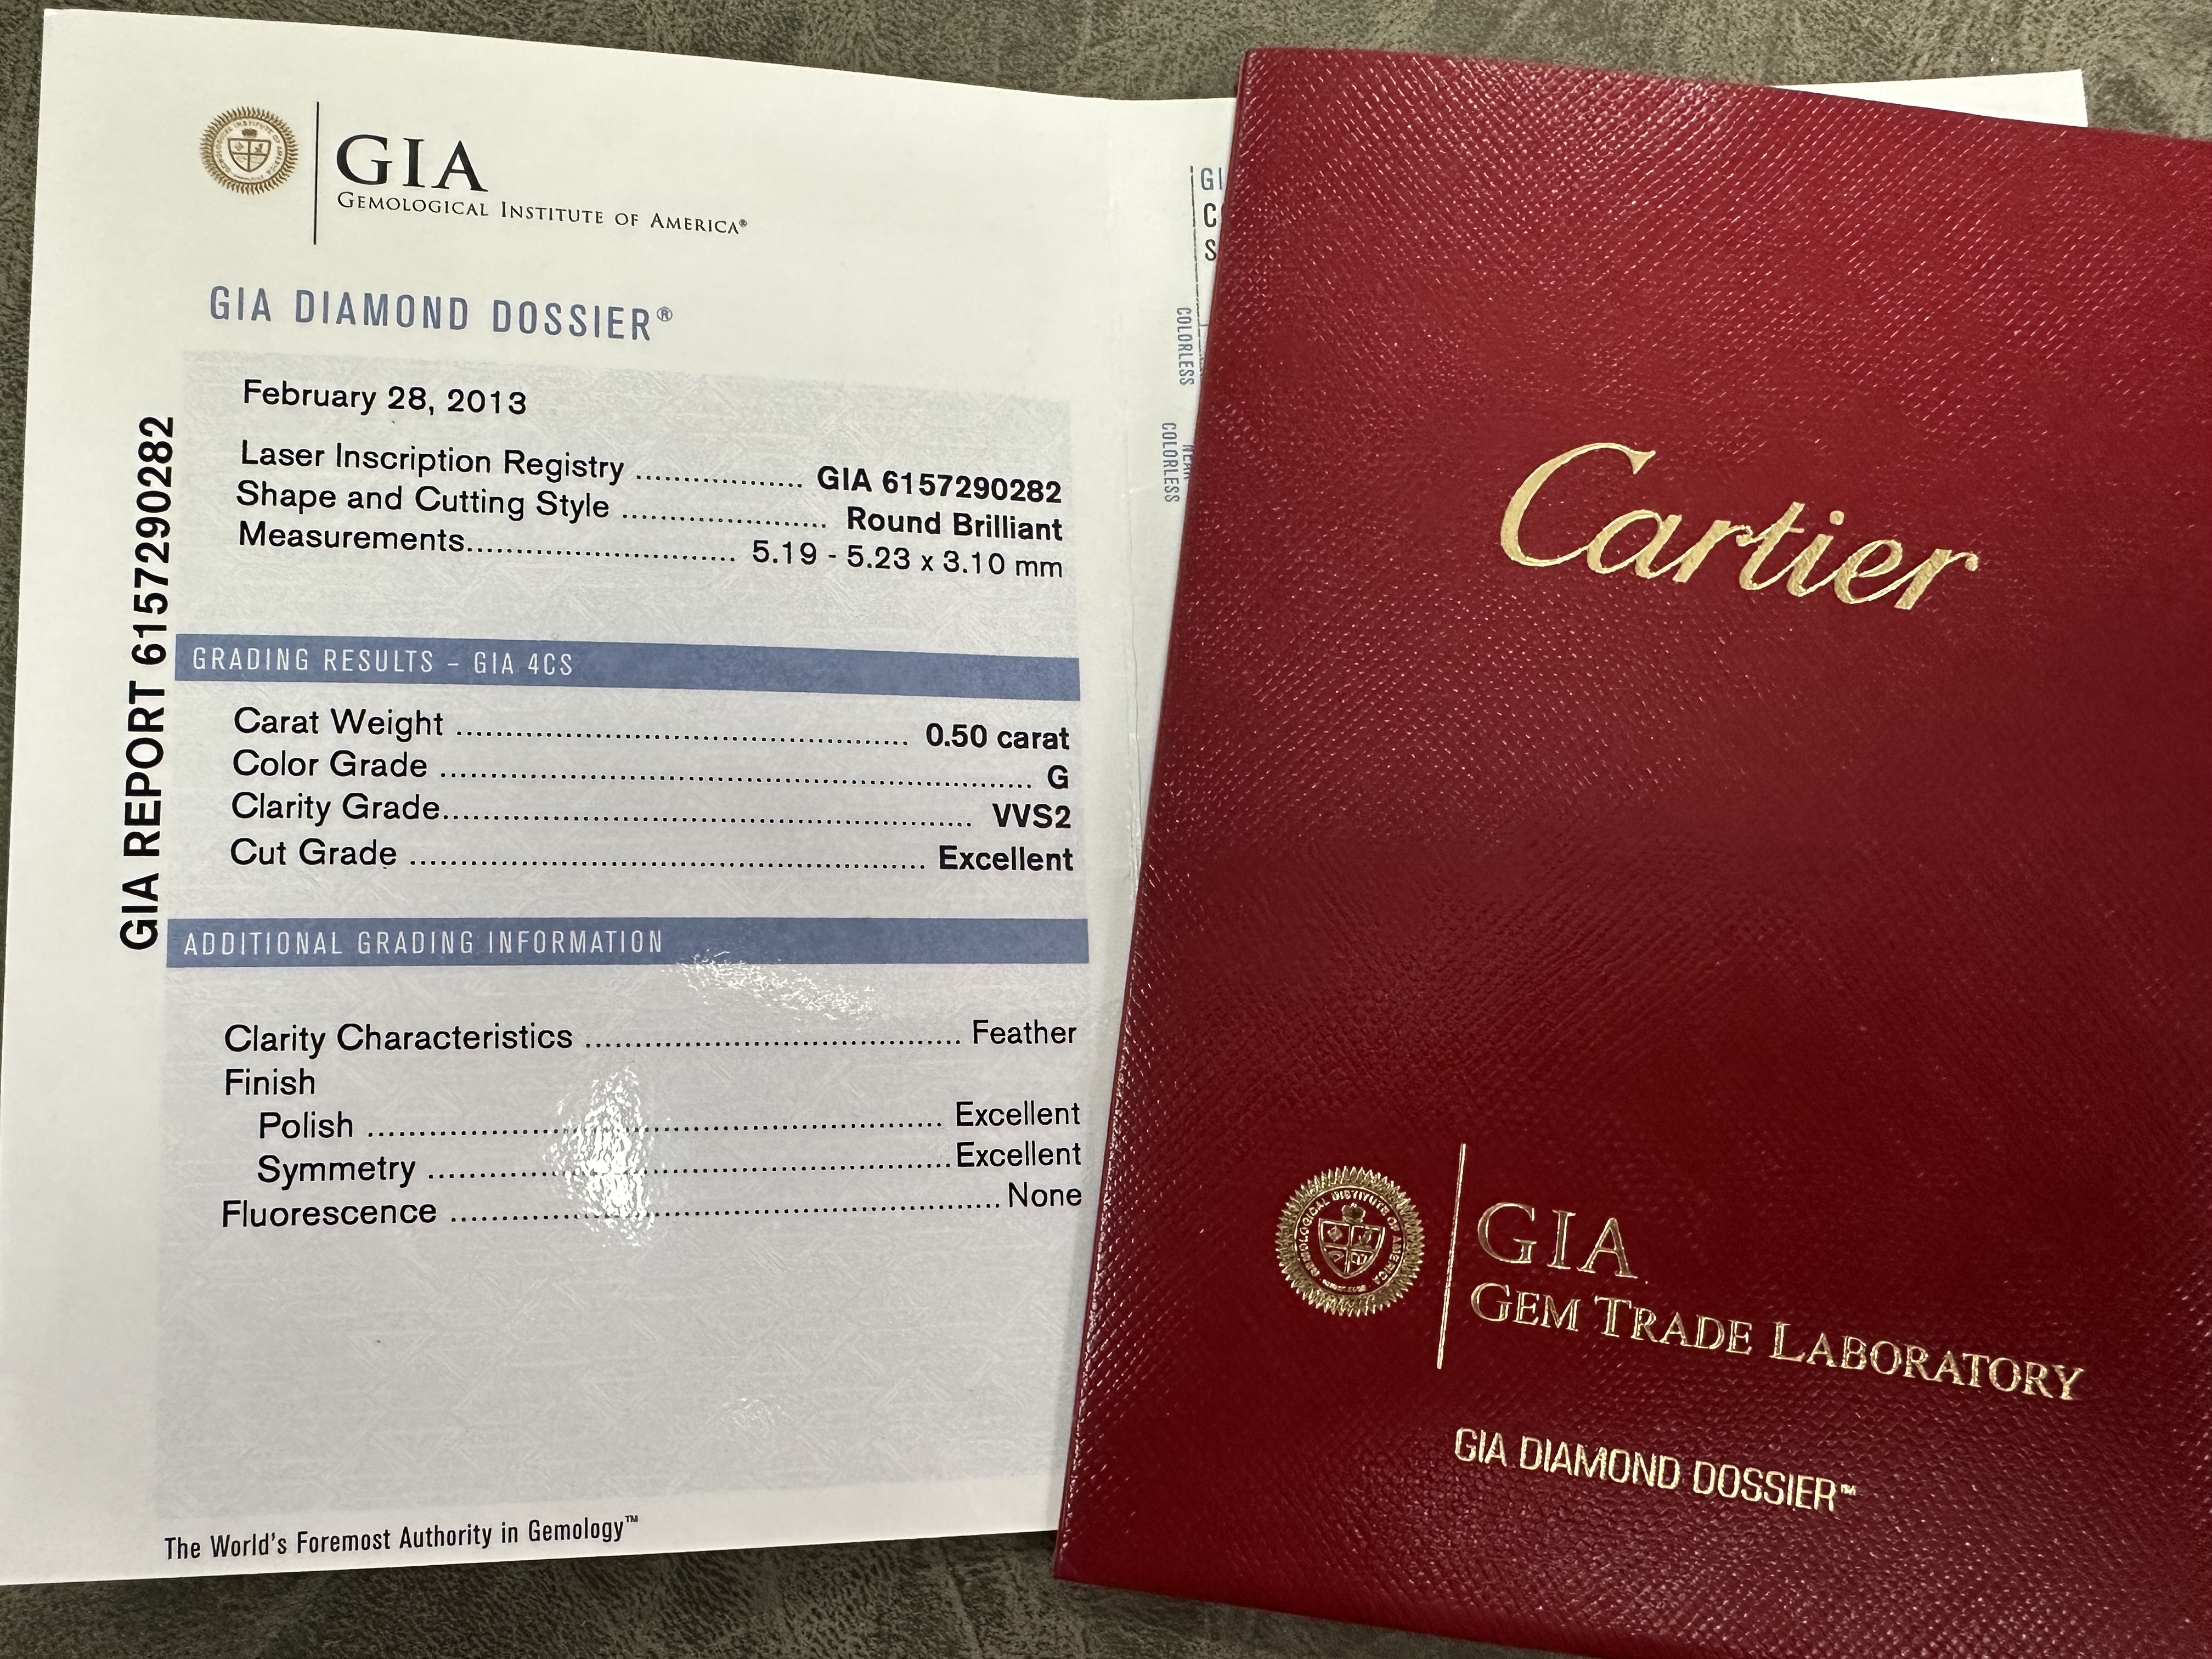 GIA
GEMOLOGICAL INSTITUTE OF AMERICA®
GIA DIAMOND DOSSIER®
February 28, 2013
Laser Inscription Registry ................. GIA 6157290282
Shape and Cutting Style ..................... Round Brilliant
Measurements........................... 5.19 - 5.23 x 3.10 mm
GRADING RESULTS – GIA 4CS
Carat Weight .............................................. 0.50 carat
Color Grade ............................................................ G
Clarity Grade...................................................... VVS2
Cut Grade .................................................... Excellent
ADDITIONAL GRADING INFORMATION
Clarity Characteristics ...................................... Feather
Finish
Polish .......................................................... Excellent
Symmetry .....................................................Excellent
Fluorescence ........................................................ None
The World's Foremost Authority in Gemology™
GIA REPORT 6157290282
COLORLESS
COLORLESS
Cartier
GEMOLOGICAL INSTITUTE OF AMERICA
GIA
GEM TRADE LABORATORY
GIA DIAMOND DOSSIER™